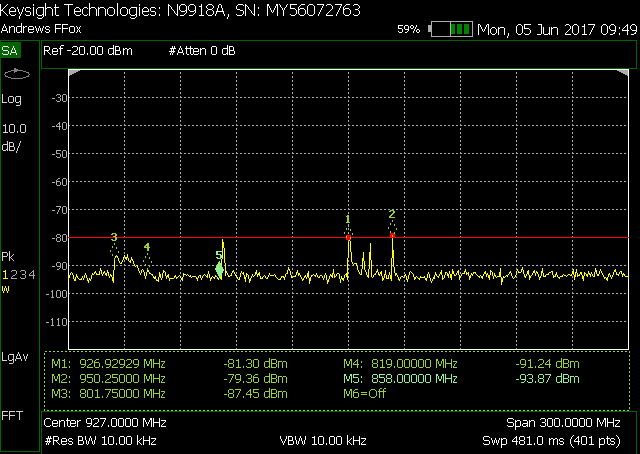 Keysight Technologies: N9918A, SN: MY56072763
Andrews FFox
59%
Mon, 05 Jun 2017 09:49
SA
Ref -20.00 dBm #Atten 0 dB
Log
10.0
dB/
-30
-40
-50
-60
-70
-80
-90
-100
-110
1
2
3
4
5
Pk
1234
w
LgAv
FFT
M1: 926.92929 MHz -81.30 dBm M4: 819.00000 MHz -91.24 dBm
M2: 950.25000 MHz -79.36 dBm M5: 858.00000 MHz -93.87 dBm
M3: 801.75000 MHz -87.45 dBm M6=Off
Center 927.0000 MHz Span 300.0000 MHz
#Res BW 10.00 kHz VBW 10.00 kHz Swp 481.0 ms (401 pts)